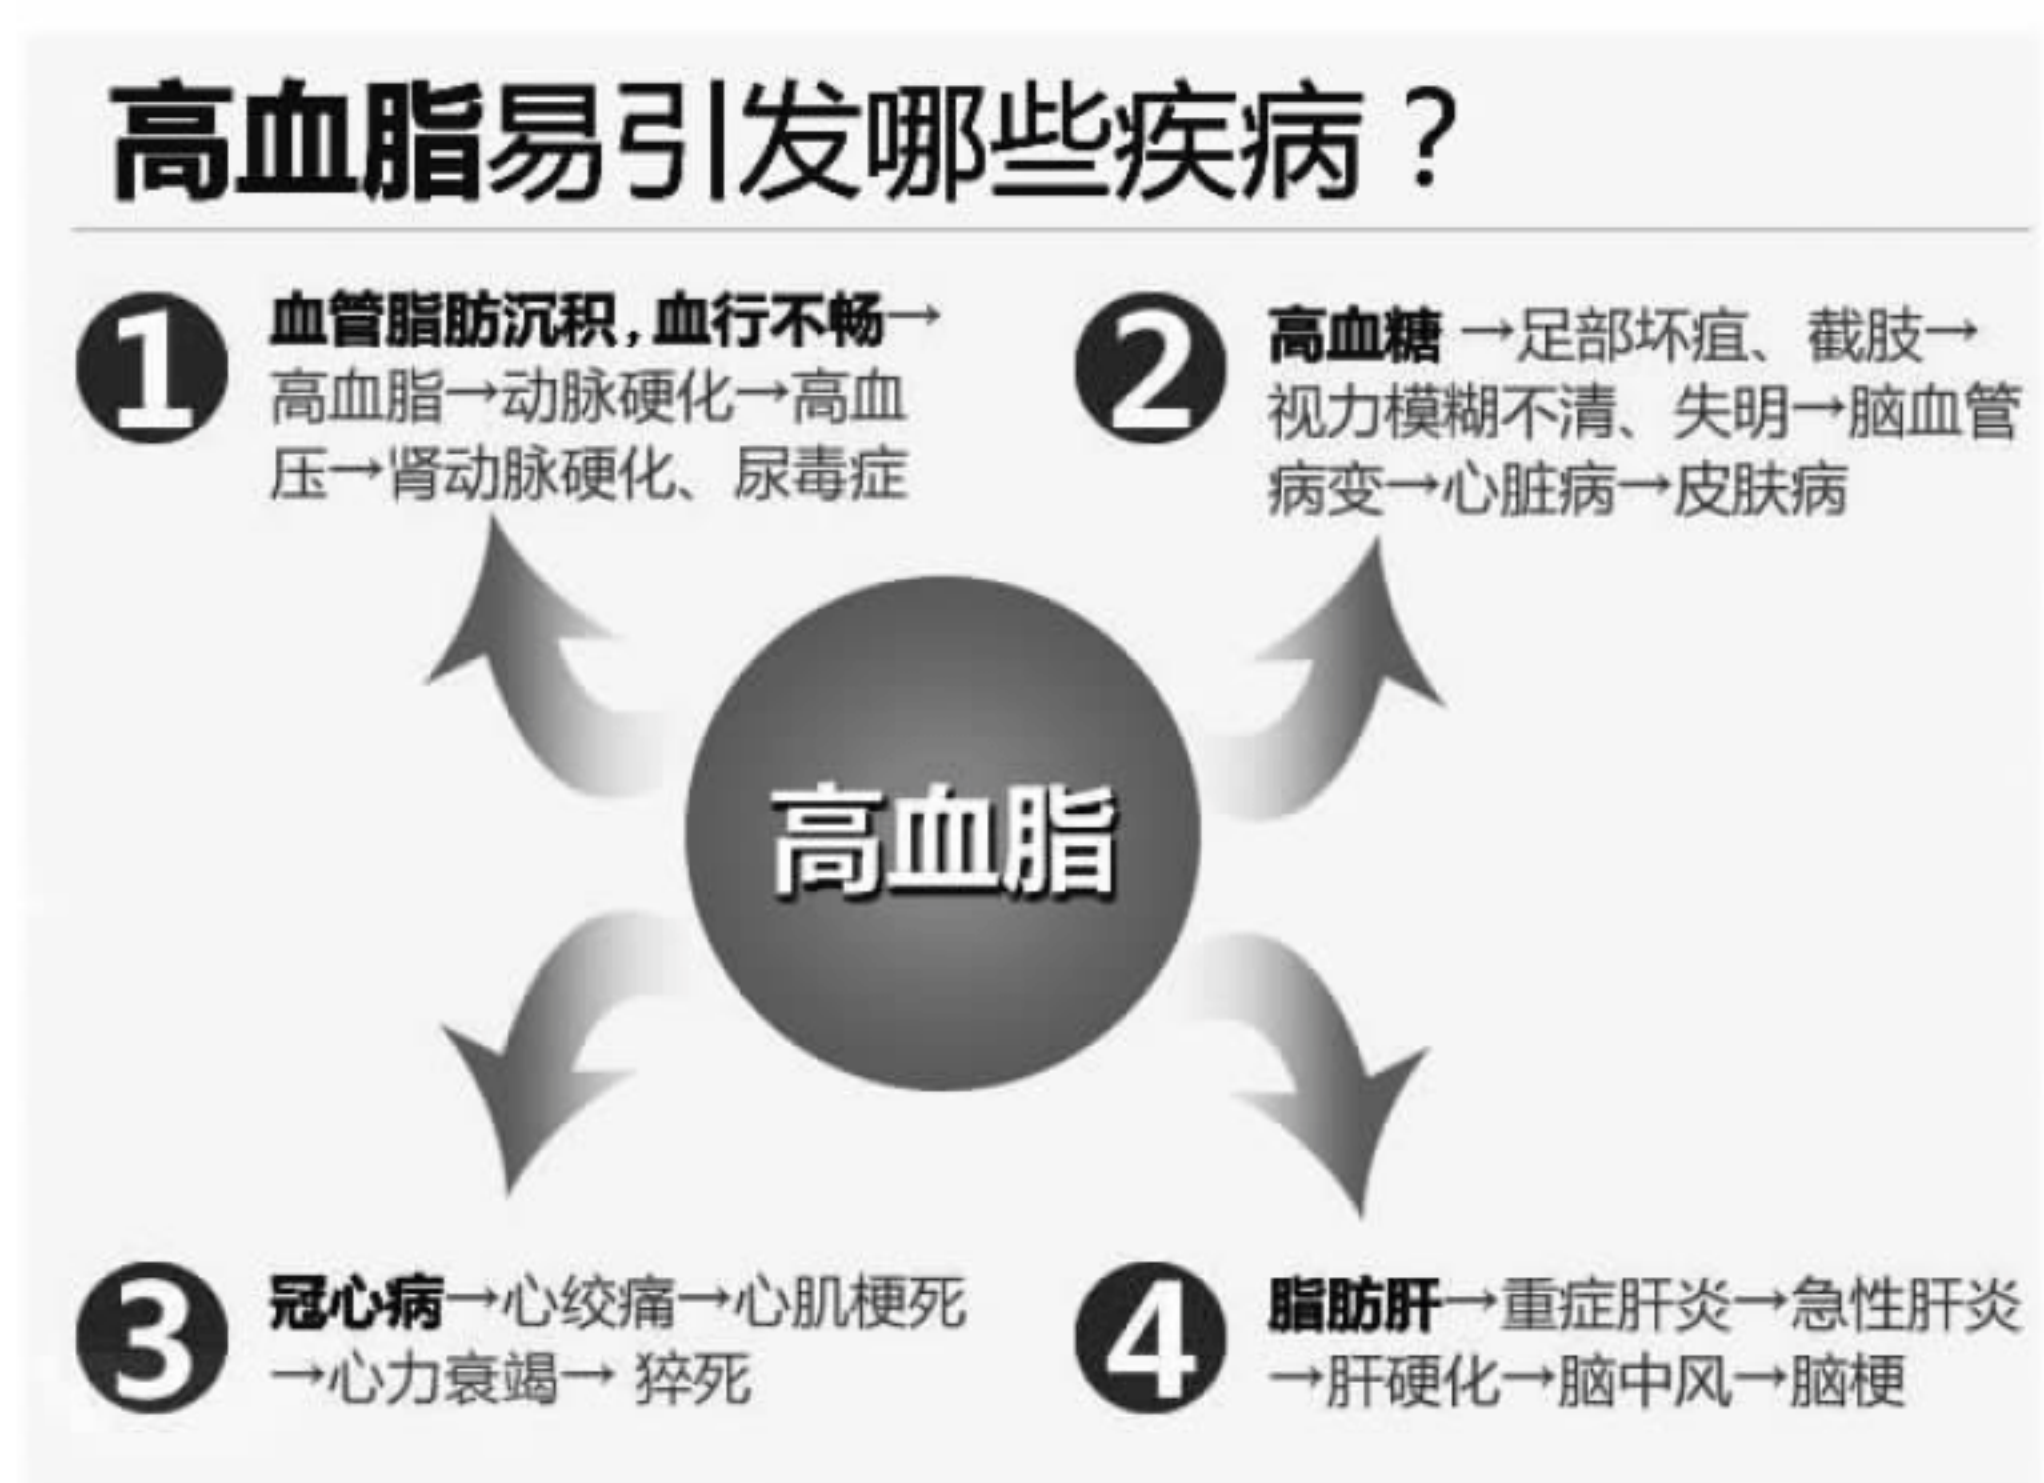 高血脂易引发哪些疾病？
1
血管脂肪沉积，血行不畅→
高血脂→动脉硬化→高血
压→肾动脉硬化、尿毒症
2
高血糖→足部坏疽、截肢→
视力模糊不清、失明→脑血管
病变→心脏病→皮肤病
高血脂
3
冠心病→心绞痛→心肌梗死
→心力衰竭→ 猝死
4
脂肪肝→重症肝炎→急性肝炎
→肝硬化→脑中风→脑梗